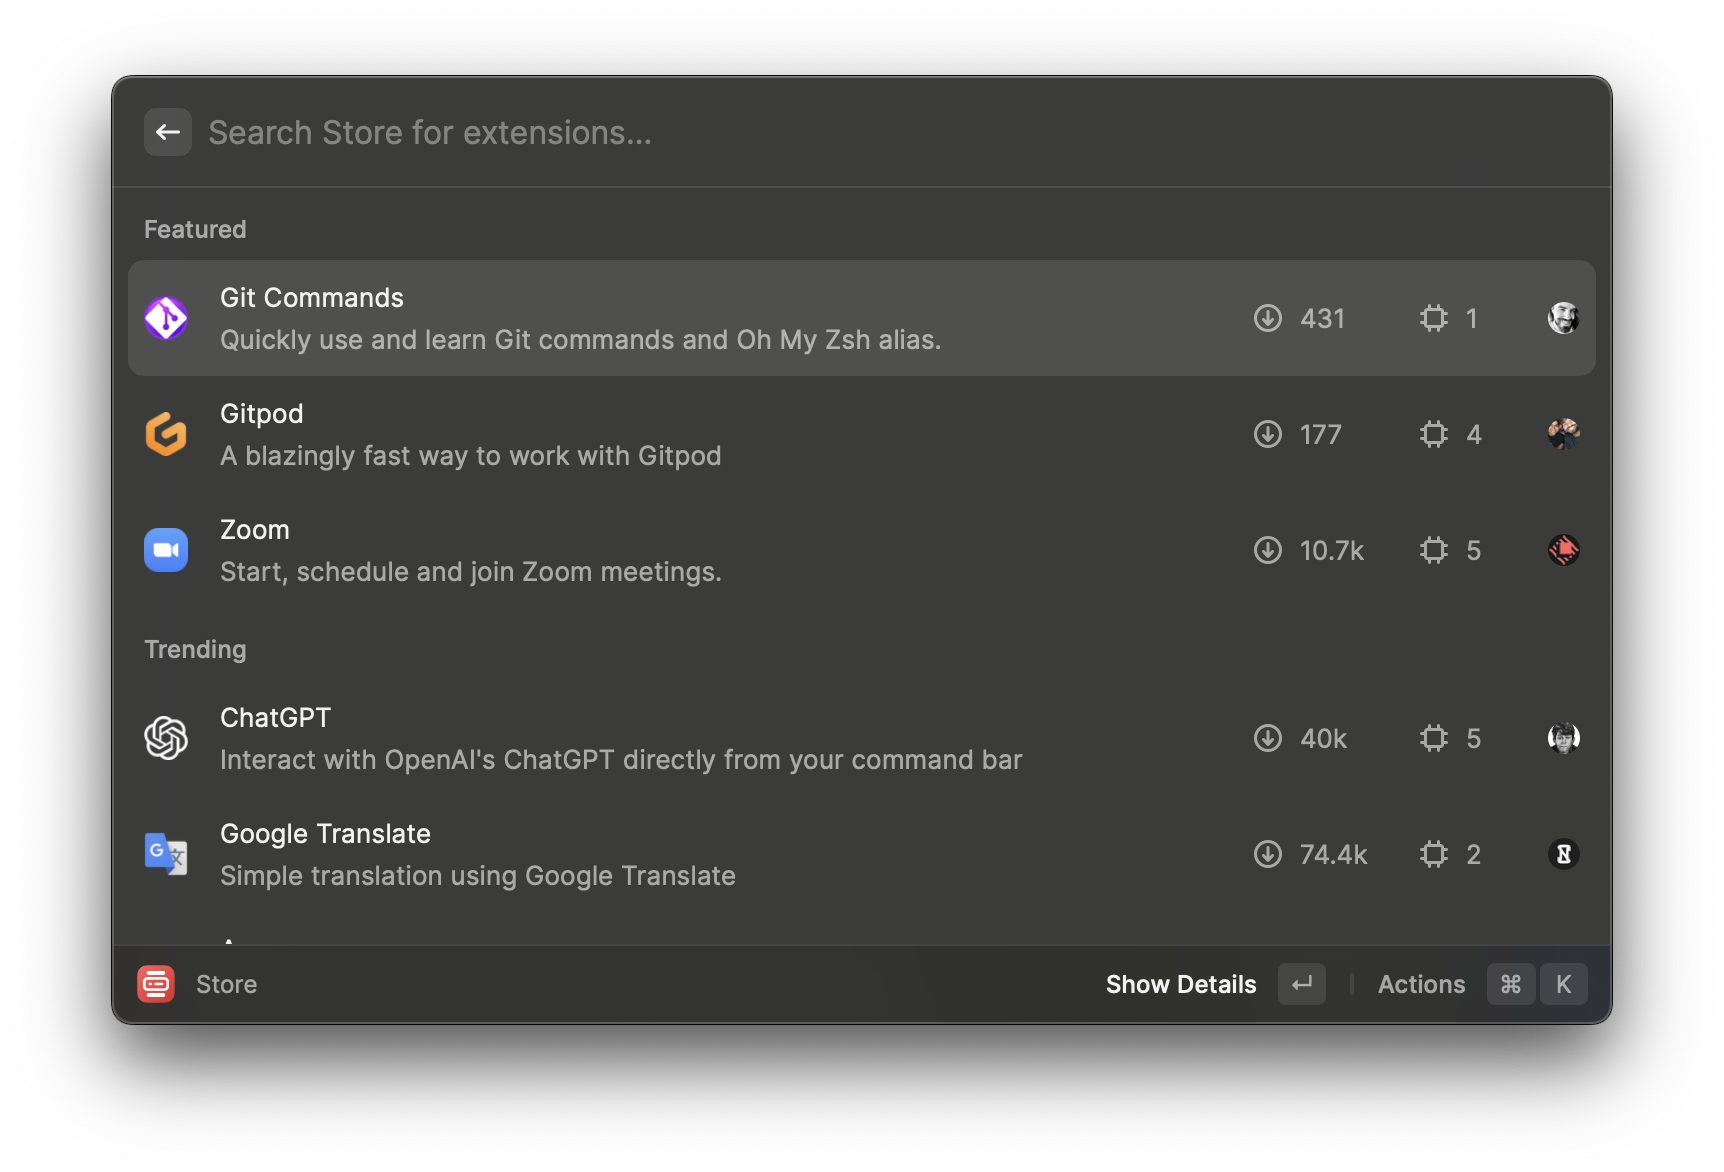 Search Store for extensions...
Featured
Git Commands
Quickly use and learn Git commands and Oh My Zsh alias.
431
1
Gitpod
A blazingly fast way to work with Gitpod
177
4
Zoom
Start, schedule and join Zoom meetings.
10.7k
5
Trending
ChatGPT
Interact with OpenAI's ChatGPT directly from your command bar
40k
5
Google Translate
Simple translation using Google Translate
74.4k
2
Store
Show Details
Actions ⌘ K